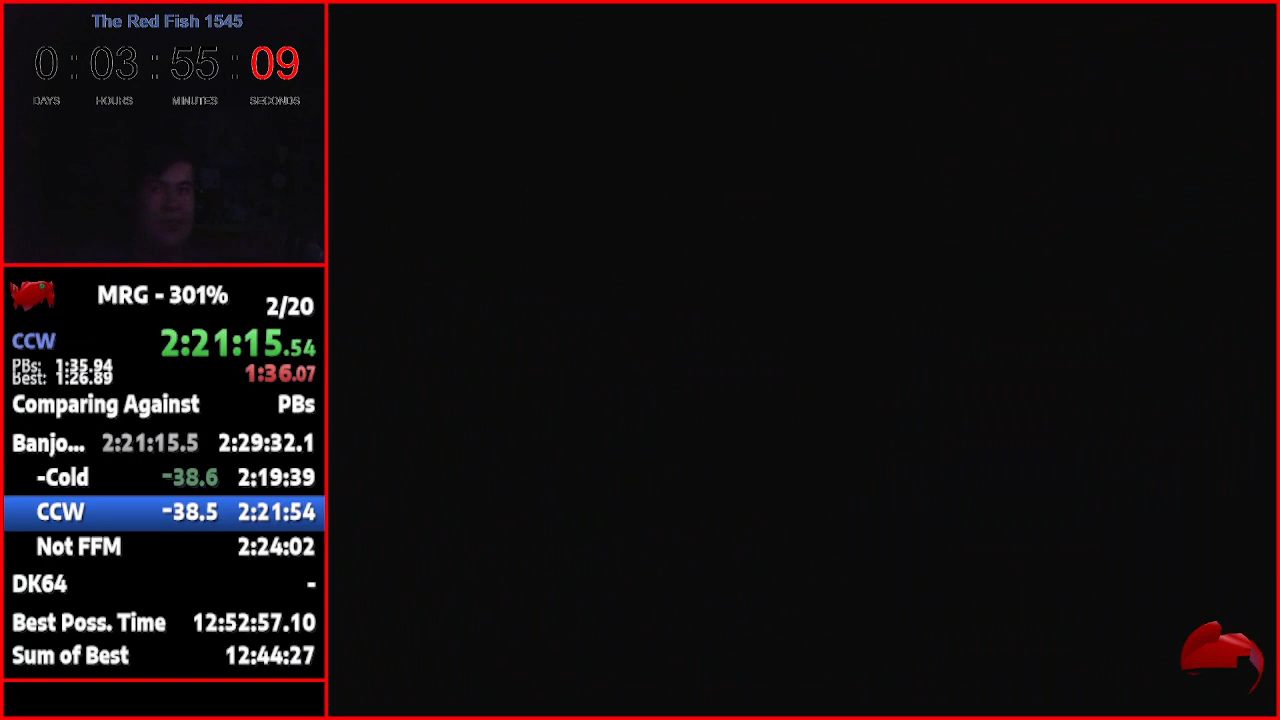 The Red Fish 1545
0 : 03 : 55 : 09
DAYS HOURS MINUTES SECONDS
MRG - 301% 2/20
CCW 2:21:15.54
PBs: 1:35.94
Best: 1:26.89 1:36.07
Comparing Against PBs
Banjo... 2:21:15.5 2:29:32.1
-Cold -38.6 2:19:39
CCW -38.5 2:21:54
Not FFM 2:24:02
DK64 -
Best Poss. Time 12:52:57.10
Sum of Best 12:44:27